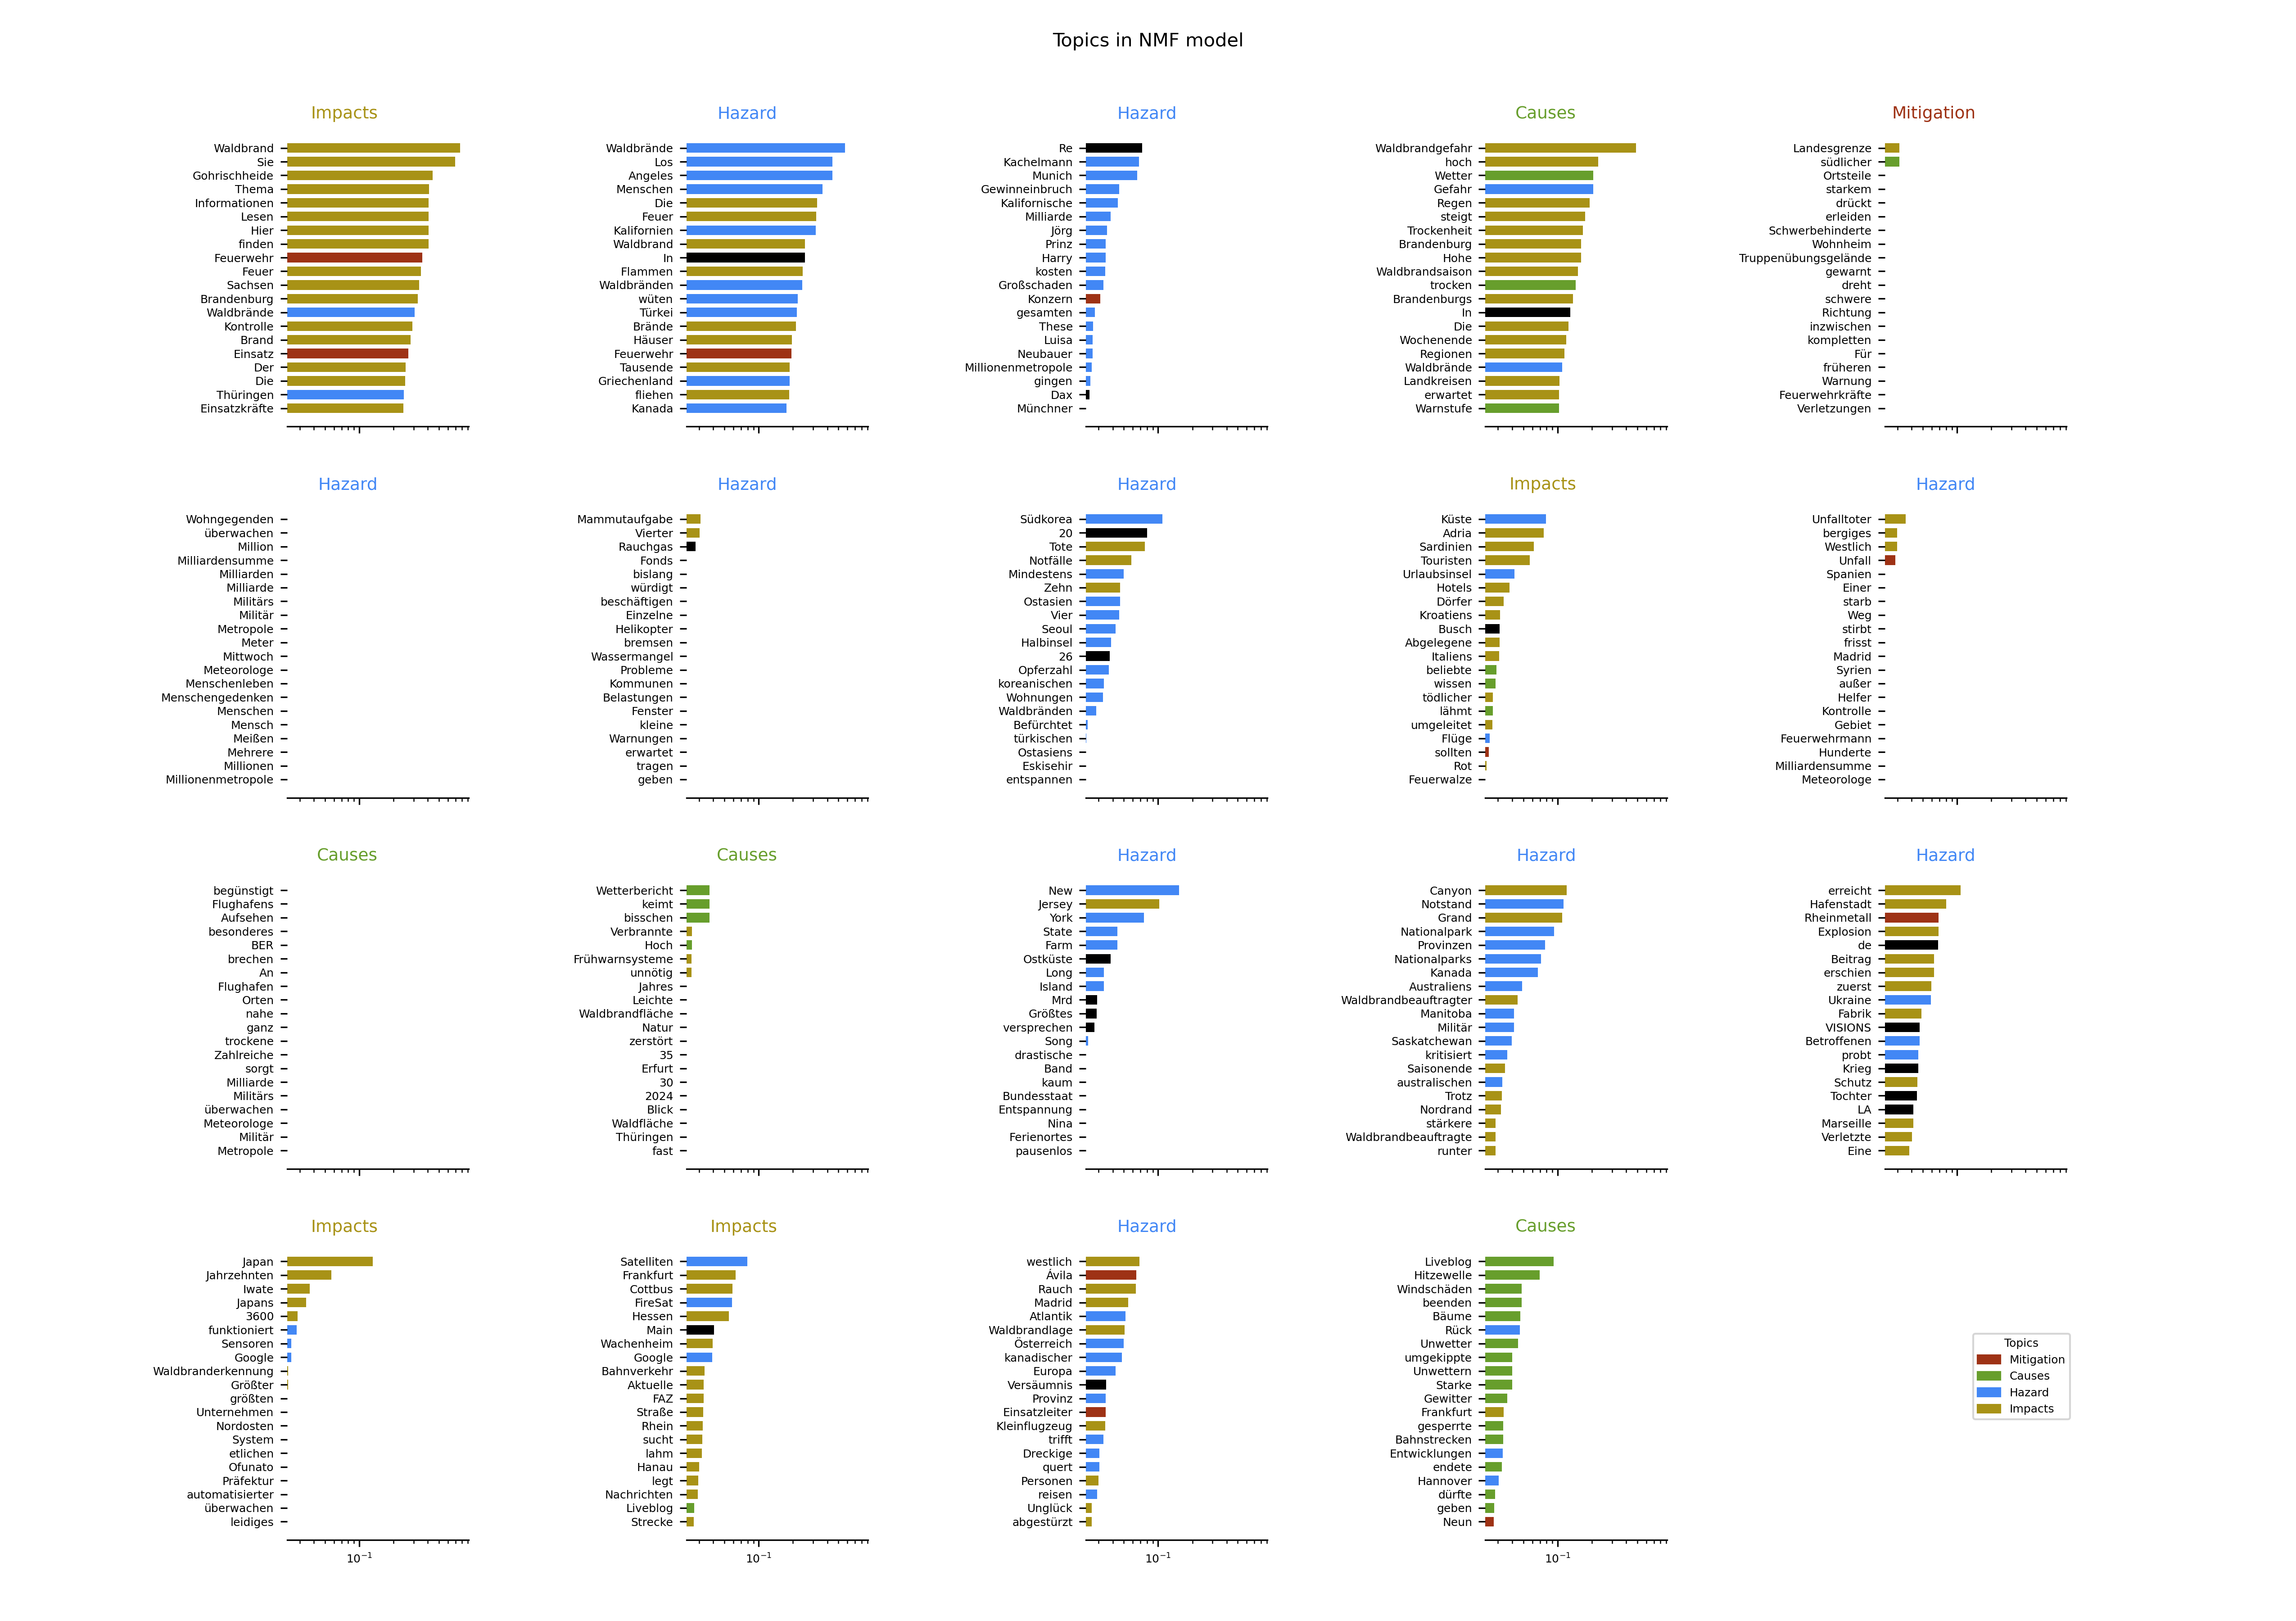 Topics in NMF model
Impacts
Waldbrand
Sie
Gohrischheide
Thema
Informationen
Lesen
Hier
finden
Feuerwehr
Feuer
Sachsen
Brandenburg
Waldbrände
Kontrolle
Brand
Einsatz
Der
Die
Thüringen
Einsatzkräfte
Hazard
Waldbrände
Los
Angeles
Menschen
Die
Feuer
Kalifornien
Waldbrand
In
Flammen
Waldbränden
wüten
Türkei
Brände
Häuser
Feuerwehr
Tausende
Griechenland
fliehen
Kanada
Hazard
Re
Kachelmann
Munich
Gewinneinbruch
Kalifornische
Milliarde
Jörg
Prinz
Harry
kosten
Großschaden
Konzern
gesamten
These
Luisa
Neubauer
Millionenmetropole
gingen
Dax
Münchner
Causes
Waldbrandgefahr
hoch
Wetter
Gefahr
Regen
steigt
Trockenheit
Brandenburg
Hohe
Waldbrandsaison
trocken
Brandenburgs
In
Die
Wochenende
Regionen
Waldbrände
Landkreisen
erwartet
Warnstufe
Mitigation
Landesgrenze
südlicher
Ortsteile
starkem
drückt
erleiden
Schwerbehinderte
Wohnheim
Truppenübungsgelände
gewarnt
dreht
schwere
Richtung
inzwischen
kompletten
Für
früheren
Warnung
Feuerwehrkräfte
Verletzungen
Hazard
Wohngegenden
überwachen
Million
Milliardensumme
Milliarden
Milliarde
Militärs
Militär
Metropole
Meter
Mittwoch
Meteorologe
Menschenleben
Menschengedenken
Menschen
Mensch
Meißen
Mehrere
Millionen
Millionenmetropole
Hazard
Mammutaufgabe
Vierter
Rauchgas
Fonds
bislang
würdigt
beschäftigen
Einzelne
Helikopter
bremsen
Wassermangel
Probleme
Kommunen
Belastungen
Fenster
kleine
Warnungen
erwartet
tragen
geben
Hazard
Südkorea
20
Tote
Notfälle
Mindestens
Zehn
Ostasien
Vier
Seoul
Halbinsel
26
Opferzahl
koreanischen
Wohnungen
Waldbränden
Befürchtet
türkischen
Ostasiens
Eskisehir
entspannen
Impacts
Küste
Adria
Sardinien
Touristen
Urlaubsinsel
Hotels
Dörfer
Kroatiens
Busch
Abgelegene
Italiens
beliebte
wissen
tödlicher
lähmt
umgeleitet
Flüge
sollten
Rot
Feuerwalze
Hazard
Unfalltoter
bergiges
Westlich
Unfall
Spanien
Einer
starb
Weg
stirbt
frisst
Madrid
Syrien
außer
Helfer
Kontrolle
Gebiet
Feuerwehrmann
Hunderte
Milliardensumme
Meteorologe
Causes
begünstigt
Flughafens
Aufsehen
besonderes
BER
brechen
An
Flughafen
Orten
nahe
ganz
trockene
Zahlreiche
sorgt
Milliarde
Militärs
überwachen
Meteorologe
Militär
Metropole
Causes
Wetterbericht
keimt
bisschen
Verbrannte
Hoch
Frühwarnsysteme
unnötig
Jahres
Leichte
Waldbrandfläche
Natur
zerstört
35
Erfurt
30
2024
Blick
Waldfläche
Thüringen
fast
Hazard
New
Jersey
York
State
Farm
Ostküste
Long
Island
Mrd
Größtes
versprechen
Song
drastische
Band
kaum
Bundesstaat
Entspannung
Nina
Ferienortes
pausenlos
Hazard
Canyon
Notstand
Grand
Nationalpark
Provinzen
Nationalparks
Kanada
Australiens
Waldbrandbeauftragter
Manitoba
Militär
Saskatchewan
kritisiert
Saisonende
australischen
Trotz
Nordrand
stärkere
Waldbrandbeauftragte
runter
Hazard
erreicht
Hafenstadt
Rheinmetall
Explosion
de
Beitrag
erschien
zuerst
Ukraine
Fabrik
VISIONS
Betroffenen
probt
Krieg
Schutz
Tochter
LA
Marseille
Verletzte
Eine
Impacts
Japan
Jahrzehnten
Iwate
Japans
3600
funktioniert
Sensoren
Google
Waldbranderkennung
Größter
größten
Unternehmen
Nordosten
System
etlichen
Ofunato
Präfektur
automatisierter
überwachen
leidiges
10⁻¹
Impacts
Satelliten
Frankfurt
Cottbus
FireSat
Hessen
Main
Wachenheim
Google
Bahnverkehr
Aktuelle
FAZ
Straße
Rhein
sucht
lahm
Hanau
legt
Nachrichten
Liveblog
Strecke
10⁻¹
Hazard
westlich
Ávila
Rauch
Madrid
Atlantik
Waldbrandlage
Österreich
kanadischer
Europa
Versäumnis
Provinz
Einsatzleiter
Kleinflugzeug
trifft
Dreckige
quert
Personen
reisen
Unglück
abgestürzt
10⁻¹
Causes
Liveblog
Hitzewelle
Windschäden
beenden
Bäume
Rück
Unwetter
umgekippte
Unwettern
Starke
Gewitter
Frankfurt
gesperrte
Bahnstrecken
Entwicklungen
endete
Hannover
dürfte
geben
Neun
10⁻¹
Topics
Mitigation
Causes
Hazard
Impacts